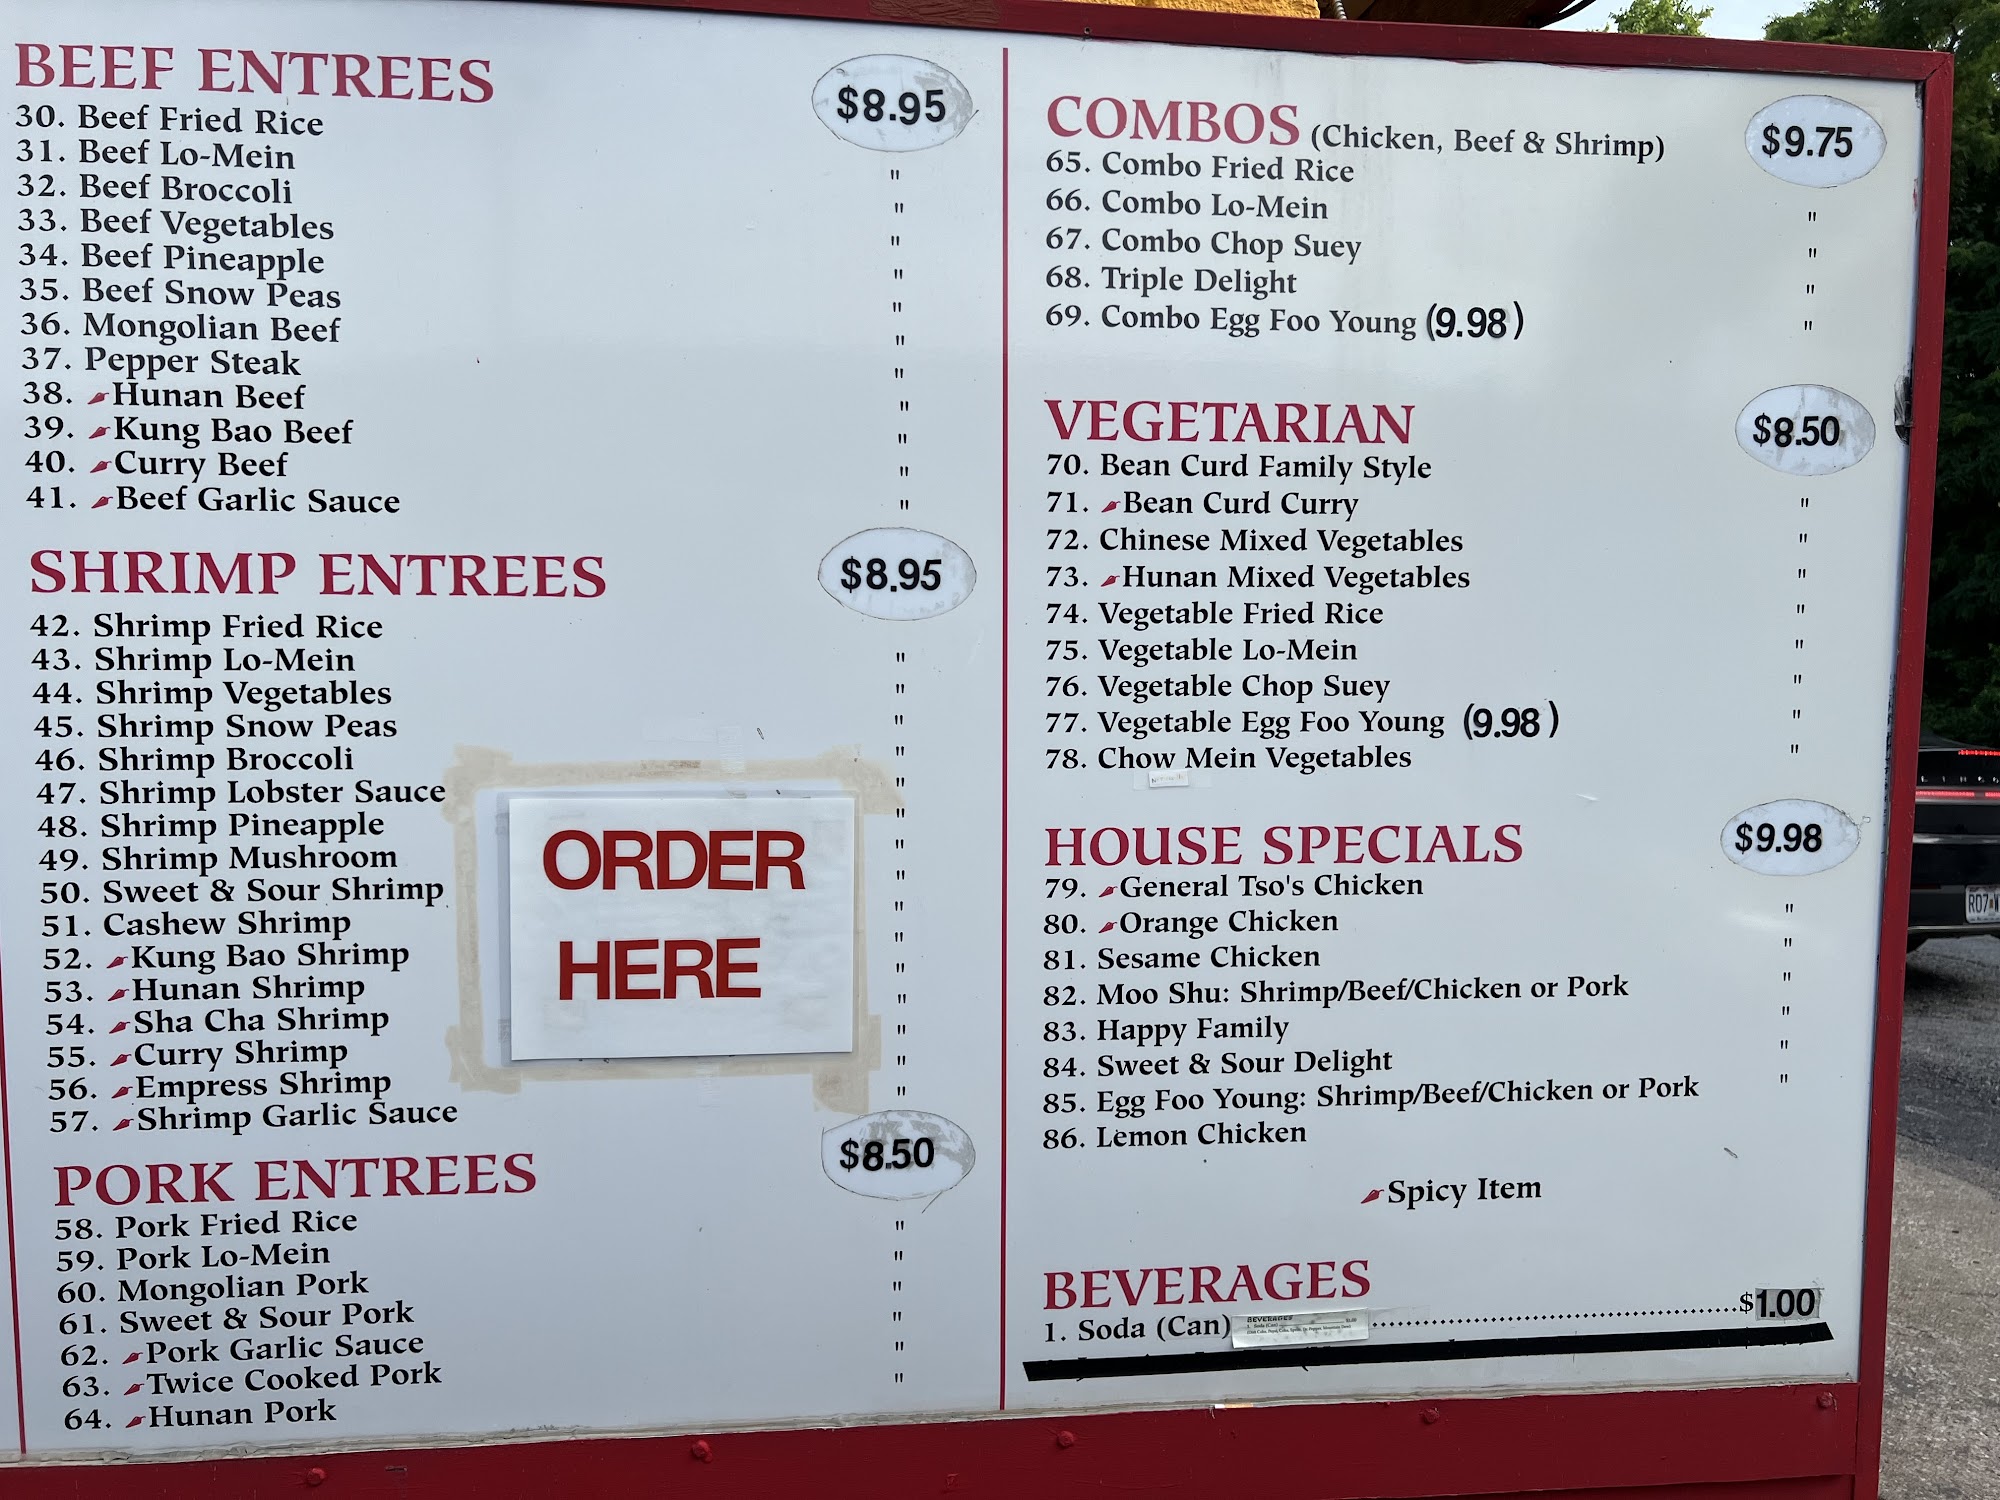 BEEF ENTREES $8.95
30. Beef Fried Rice
31. Beef Lo-Mein "
32. Beef Broccoli "
33. Beef Vegetables "
34. Beef Pineapple "
35. Beef Snow Peas "
36. Mongolian Beef "
37. Pepper Steak "
38. Hunan Beef "
39. Kung Bao Beef "
40. Curry Beef "
41. Beef Garlic Sauce "
SHRIMP ENTREES $8.95
42. Shrimp Fried Rice
43. Shrimp Lo-Mein "
44. Shrimp Vegetables "
45. Shrimp Snow Peas "
46. Shrimp Broccoli "
47. Shrimp Lobster Sauce "
48. Shrimp Pineapple "
49. Shrimp Mushroom "
50. Sweet & Sour Shrimp "
51. Cashew Shrimp "
52. Kung Bao Shrimp "
53. Hunan Shrimp "
54. Sha Cha Shrimp "
55. Curry Shrimp "
56. Empress Shrimp "
57. Shrimp Garlic Sauce "
ORDER
HERE
PORK ENTREES $8.50
58. Pork Fried Rice "
59. Pork Lo-Mein "
60. Mongolian Pork "
61. Sweet & Sour Pork "
62. Pork Garlic Sauce "
63. Twice Cooked Pork "
64. Hunan Pork
COMBOS (Chicken, Beef & Shrimp) $9.75
65. Combo Fried Rice
66. Combo Lo-Mein "
67. Combo Chop Suey "
68. Triple Delight "
69. Combo Egg Foo Young (9.98) "
VEGETARIAN $8.50
70. Bean Curd Family Style
71. Bean Curd Curry "
72. Chinese Mixed Vegetables "
73. Hunan Mixed Vegetables "
74. Vegetable Fried Rice "
75. Vegetable Lo-Mein "
76. Vegetable Chop Suey "
77. Vegetable Egg Foo Young (9.98) "
78. Chow Mein Vegetables "
HOUSE SPECIALS $9.98
79. General Tso's Chicken
80. Orange Chicken "
81. Sesame Chicken "
82. Moo Shu: Shrimp/Beef/Chicken or Pork "
83. Happy Family "
84. Sweet & Sour Delight "
85. Egg Foo Young: Shrimp/Beef/Chicken or Pork "
86. Lemon Chicken
Spicy Item
BEVERAGES
1. Soda (Can) $1.00
BEVERAGES
1. Soda (Can)